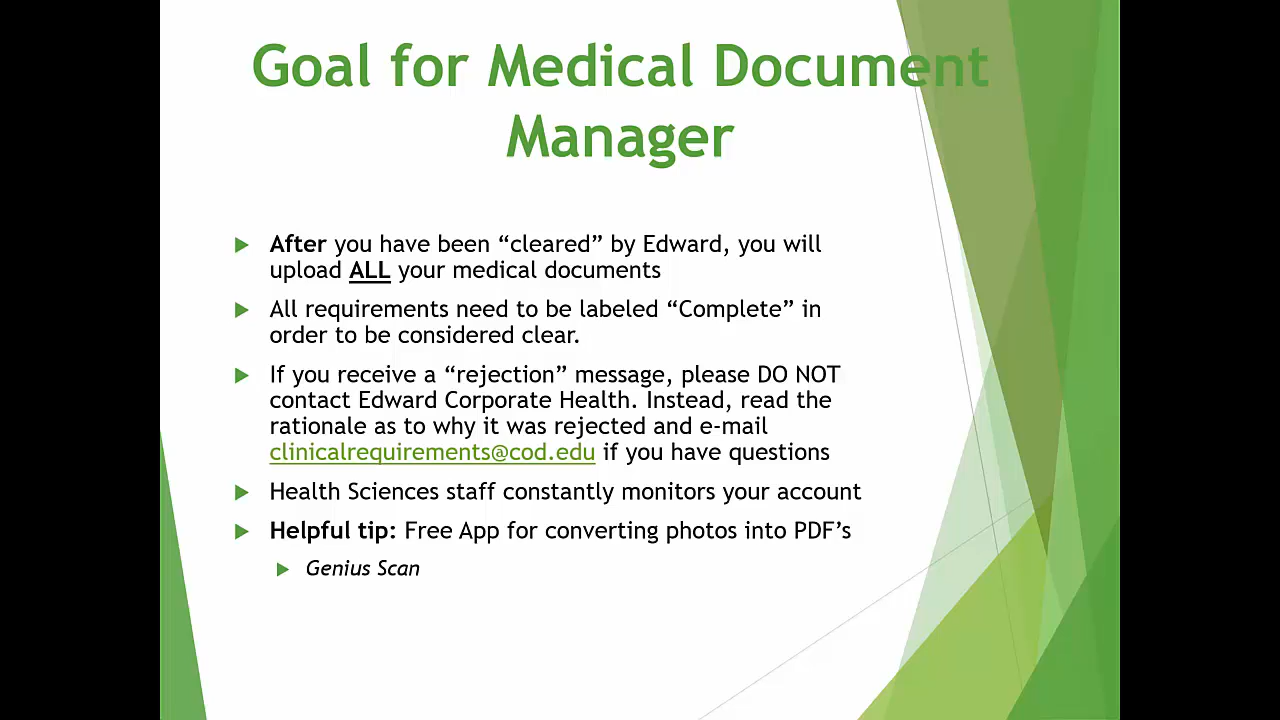 Goal for Medical Document
Manager
After you have been “cleared” by Edward, you will
upload ALL your medical documents
All requirements need to be labeled “Complete” in
order to be considered clear.
If you receive a “rejection” message, please DO NOT
contact Edward Corporate Health. Instead, read the
rationale as to why it was rejected and e-mail
clinicalrequirements@cod.edu if you have questions
Health Sciences staff constantly monitors your account
Helpful tip: Free App for converting photos into PDF’s
Genius Scan